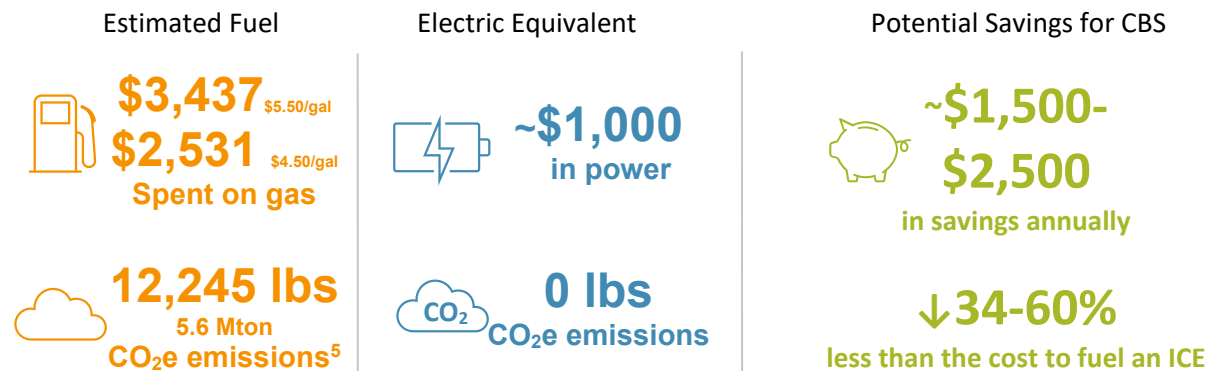 Estimated Fuel
$3,437 $5.50/gal
$2,531 $4.50/gal
Spent on gas
12,245 lbs
5.6 Mton
CO₂e emissions⁵
Electric Equivalent
~$1,000
in power
CO₂
0 lbs
CO₂e emissions
Potential Savings for CBS
~$1,500-
$2,500
in savings annually
↓34-60%
less than the cost to fuel an ICE